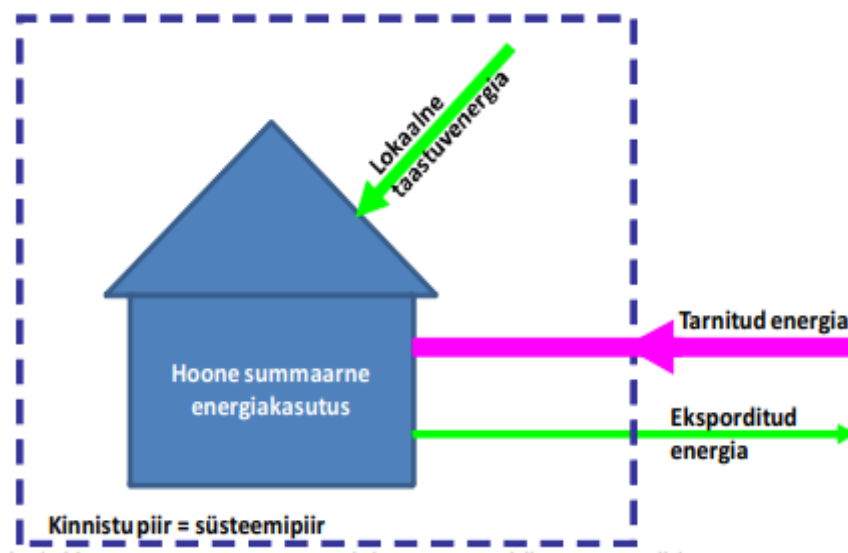 Lokaalne
taastuvenergia
Tarnitud energia
Hoone summaarne
energiakasutus
Eksporditud
energia
Kinnistu piir = süsteemipiir